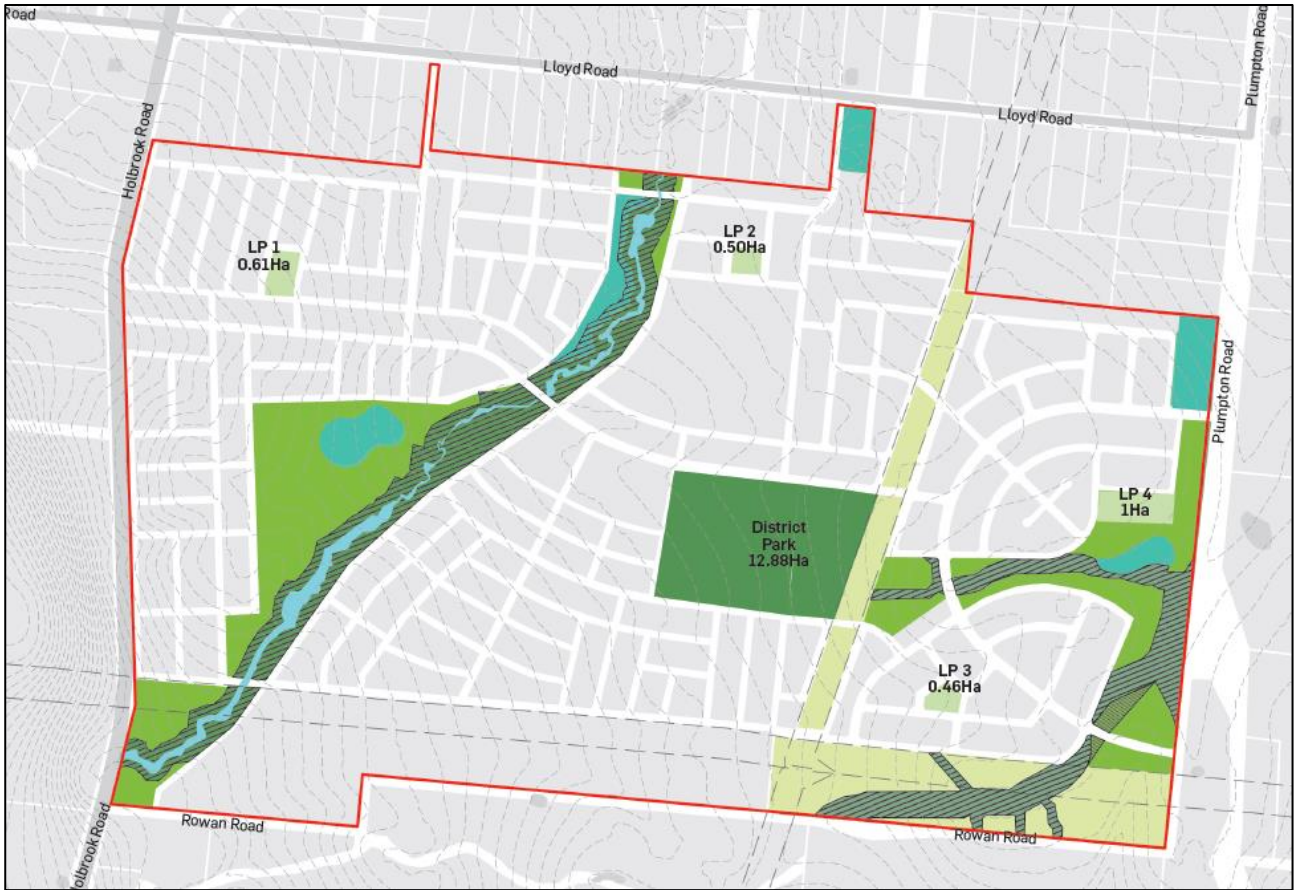 Road
Lloyd Road
Plumpton Road
Lloyd Road
Holbrook Road
LP 1
0.61Ha
LP 2
0.50Ha
Plumpton Road
LP 4
1Ha
District
Park
12.88Ha
LP 3
0.46Ha
Rowan Road
Rowan Road
Holbrook Road